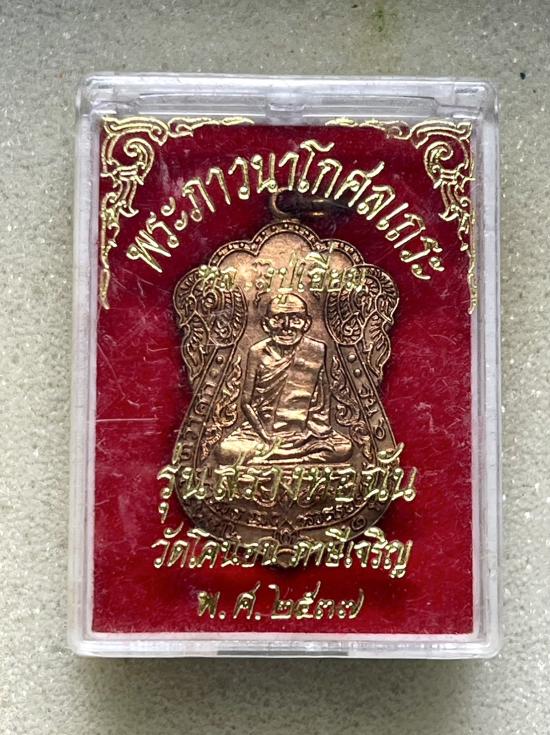 พระภาวนาโกศลเถระ
หลวงปู่เอี่ยม
รุ่นสร้างหอฉัน
วัดโคนอน ภาษีเจริญ
พ.ศ.๒๕๓๗